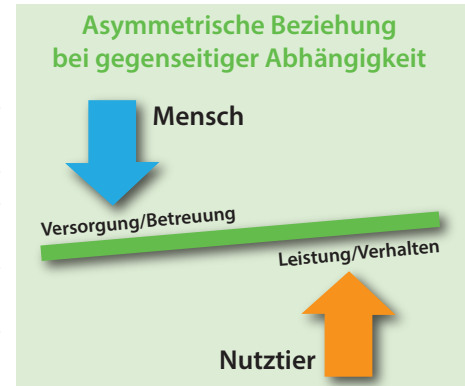 Asymmetrische Beziehung
bei gegenseitiger Abhängigkeit
Mensch
Versorgung/Betreuung
Leistung/Verhalten
Nutztier